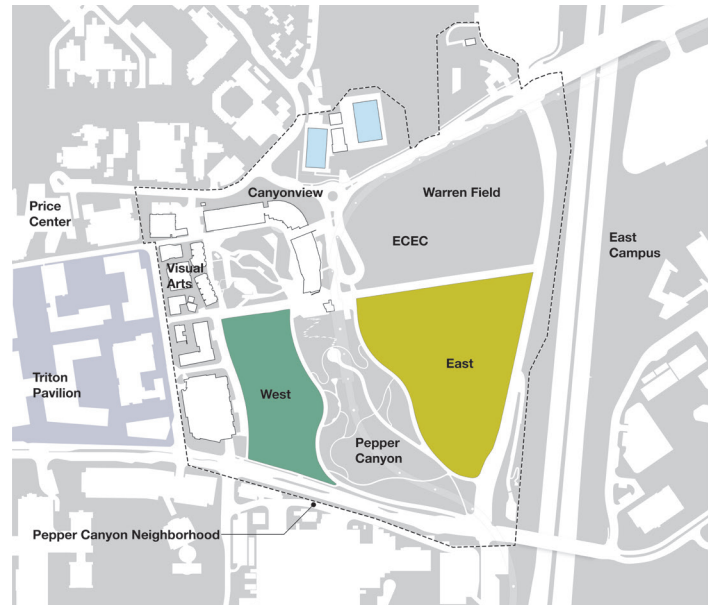 Canyonview
Warren Field
Price
Center
ECEC
East
Campus
Visual
Arts
East
Triton
Pavilion
West
Pepper
Canyon
Pepper Canyon Neighborhood